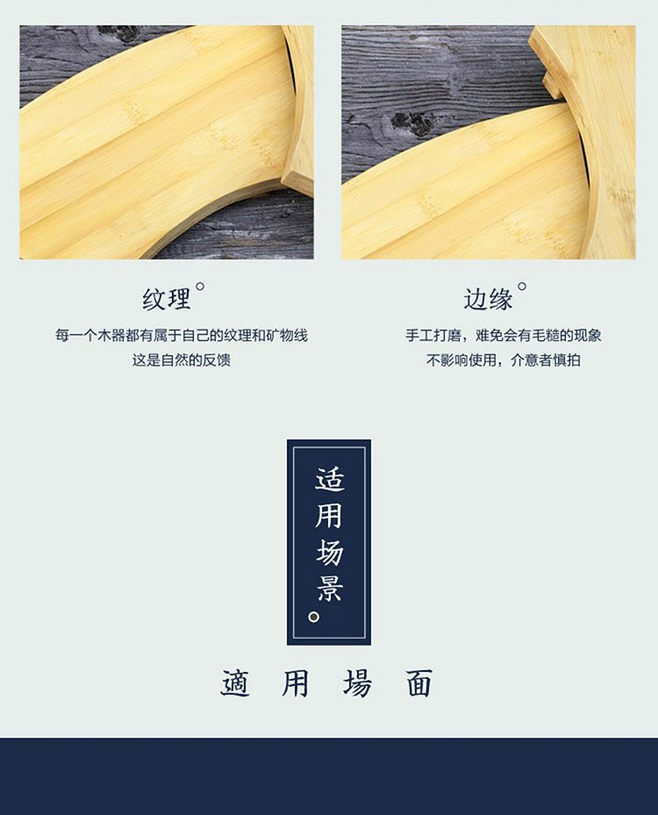 纹理
每一个木器都有属于自己的纹理和矿物线
这是自然的反馈
边缘
手工打磨，难免会有毛糙的现象
不影响使用，介意者慎拍
适用场景
適用場面